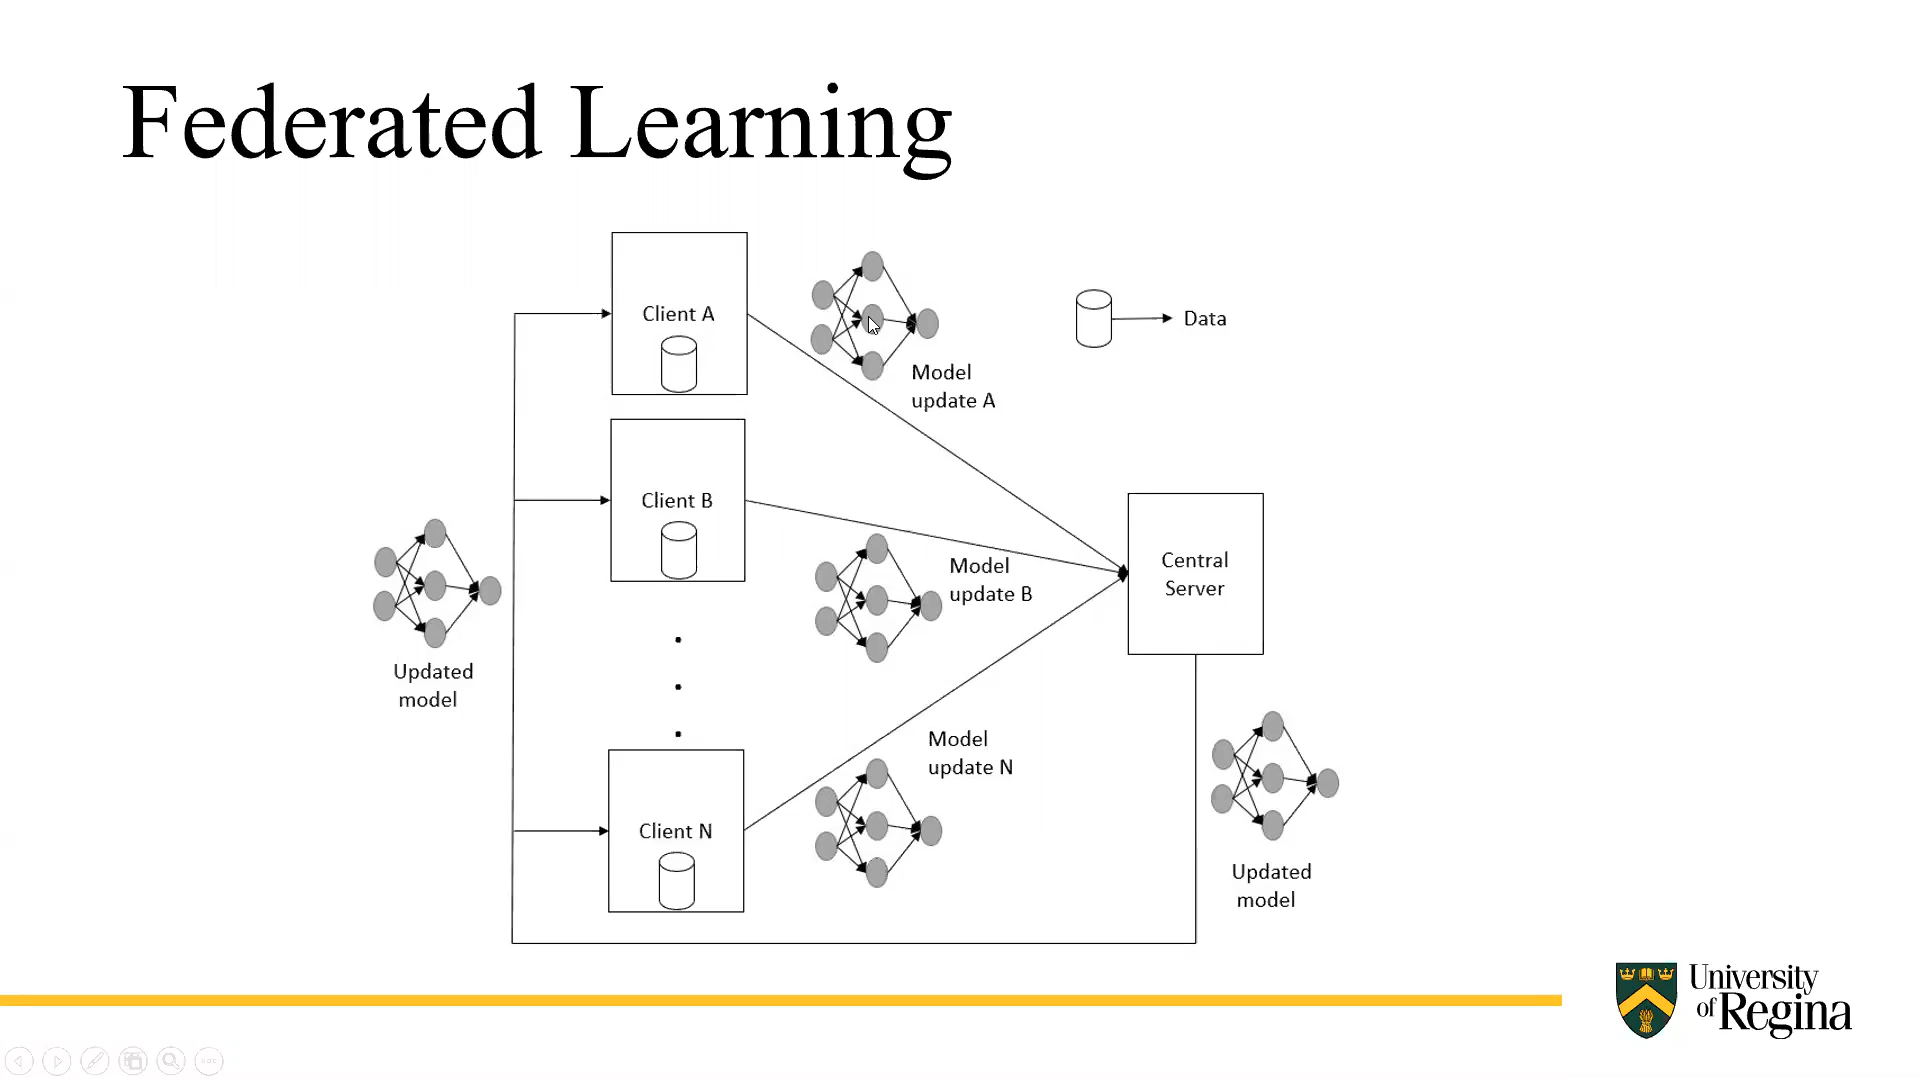 Federated Learning
Client A
Model
update A
Data
Client B
Model
update B
Central
Server
Updated
model
Client N
Model
update N
Updated
model
University
of Regina